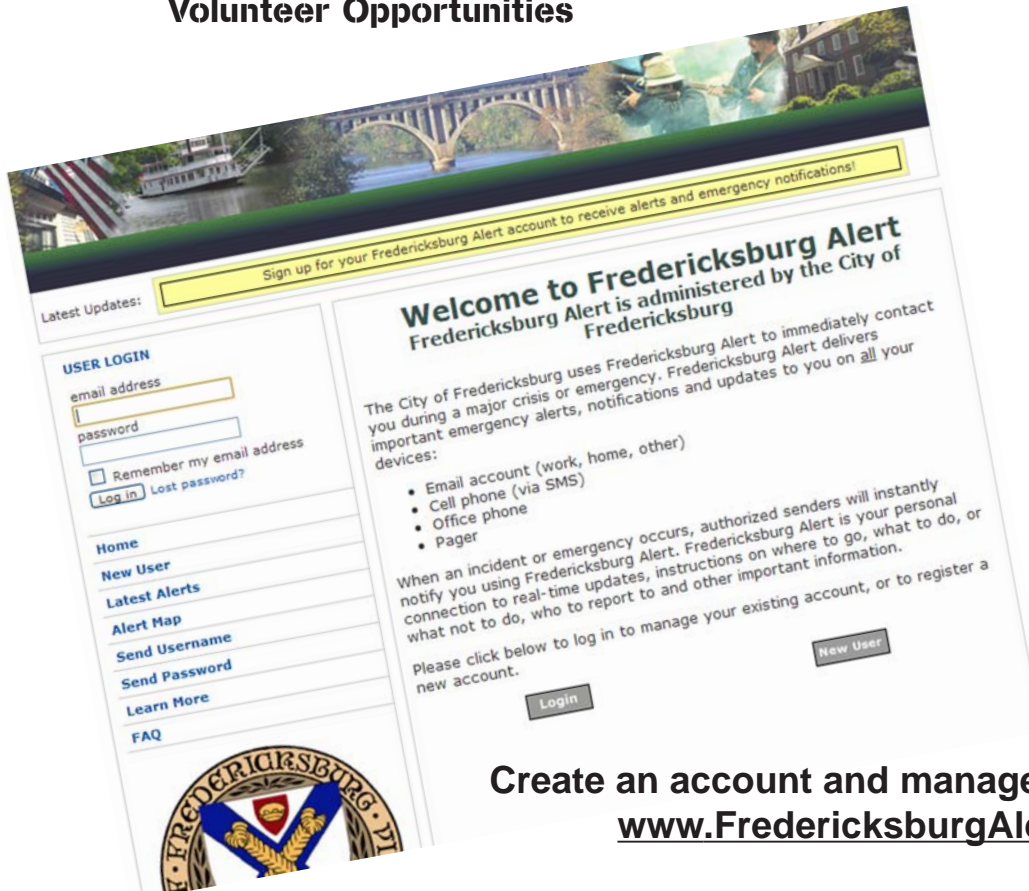 Volunteer Opportunities
Latest Updates:
Sign up for your Fredericksburg Alert account to receive alerts and emergency notifications!
USER LOGIN
email address
password
Remember my email address
Log in Lost password?
Home
New User
Latest Alerts
Alert Map
Send Username
Send Password
Learn More
FAQ
Welcome to Fredericksburg Alert
Fredericksburg Alert is administered by the City of
Fredericksburg
The City of Fredericksburg uses Fredericksburg Alert to immediately contact
you during a major crisis or emergency. Fredericksburg Alert delivers
important emergency alerts, notifications and updates to you on all your
devices:
• Email account (work, home, other)
• Cell phone (via SMS)
• Office phone
• Pager
When an incident or emergency occurs, authorized senders will instantly
notify you using Fredericksburg Alert. Fredericksburg Alert is your personal
connection to real-time updates, instructions on where to go, what to do, or
what not to do, who to report to and other important information.
Please click below to log in to manage your existing account, or to register a
new account.
Login
New User
FREDERICKSBURG
Create an account and manage
www.FredericksburgAle